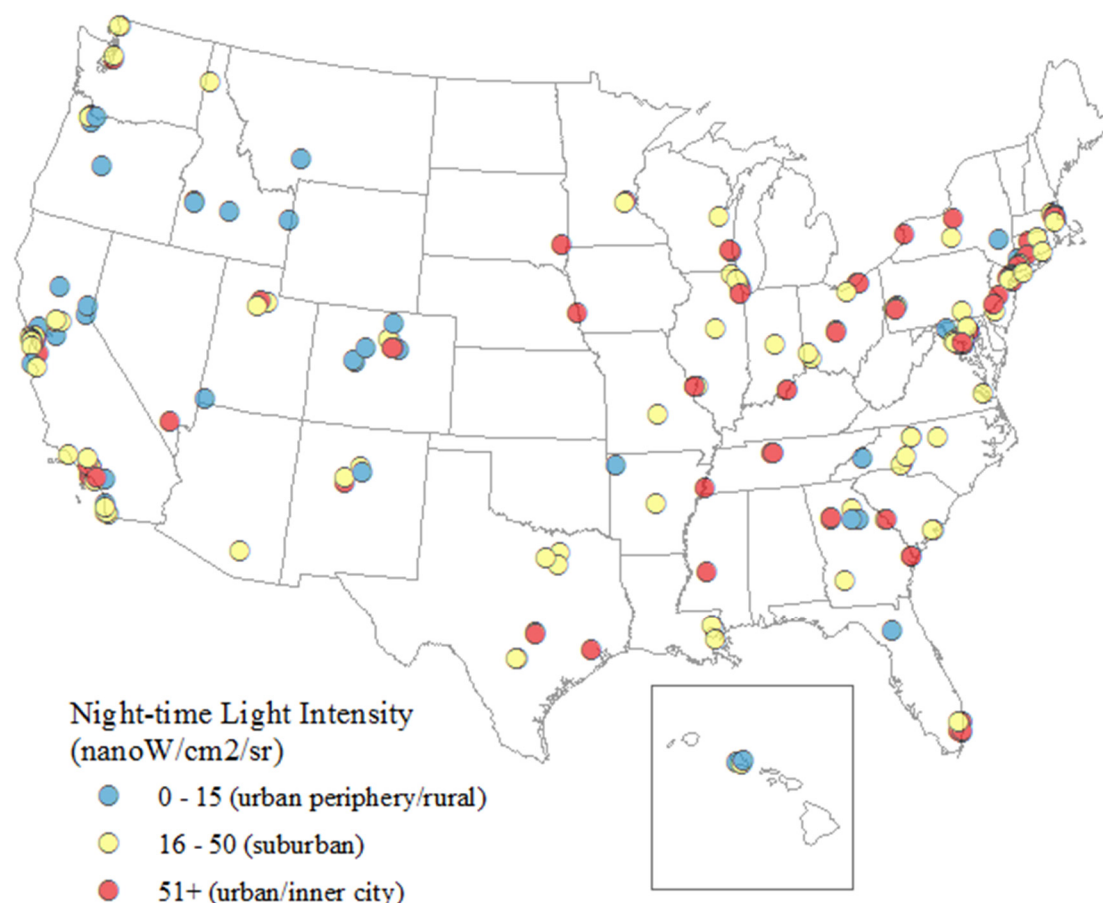 Night-time Light Intensity
(nanoW/cm2/sr)
0 - 15 (urban periphery/rural)
16 - 50 (suburban)
51+ (urban/inner city)